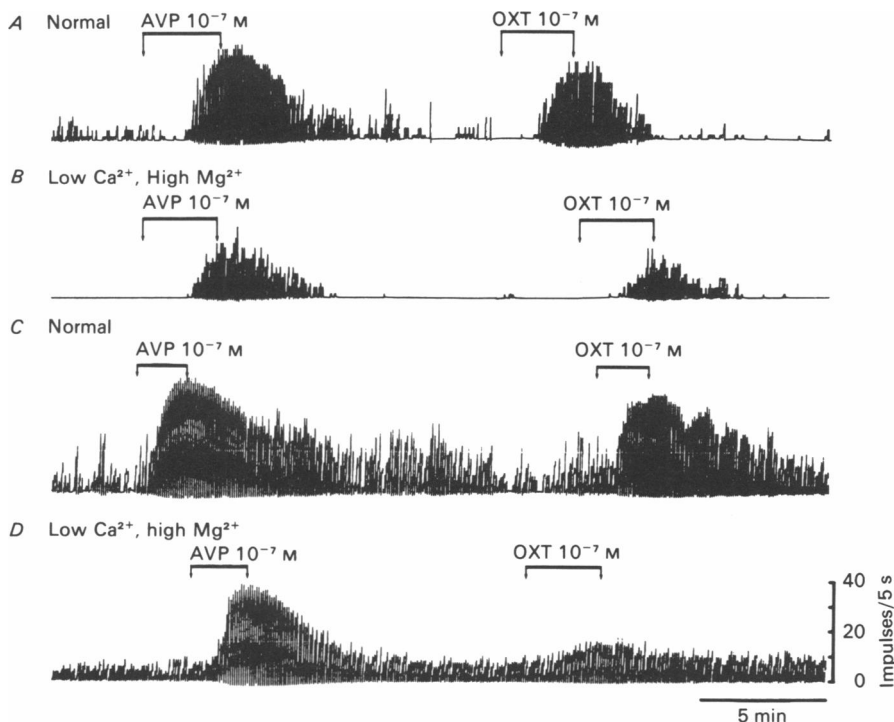 A Normal AVP 10⁻⁷ M OXT 10⁻⁷ M
B Low Ca²⁺, High Mg²⁺
AVP 10⁻⁷ M OXT 10⁻⁷ M
C Normal
AVP 10⁻⁷ M OXT 10⁻⁷ M
D Low Ca²⁺, high Mg²⁺
AVP 10⁻⁷ M OXT 10⁻⁷ M
40
20
0
Impulses/5 s
5 min